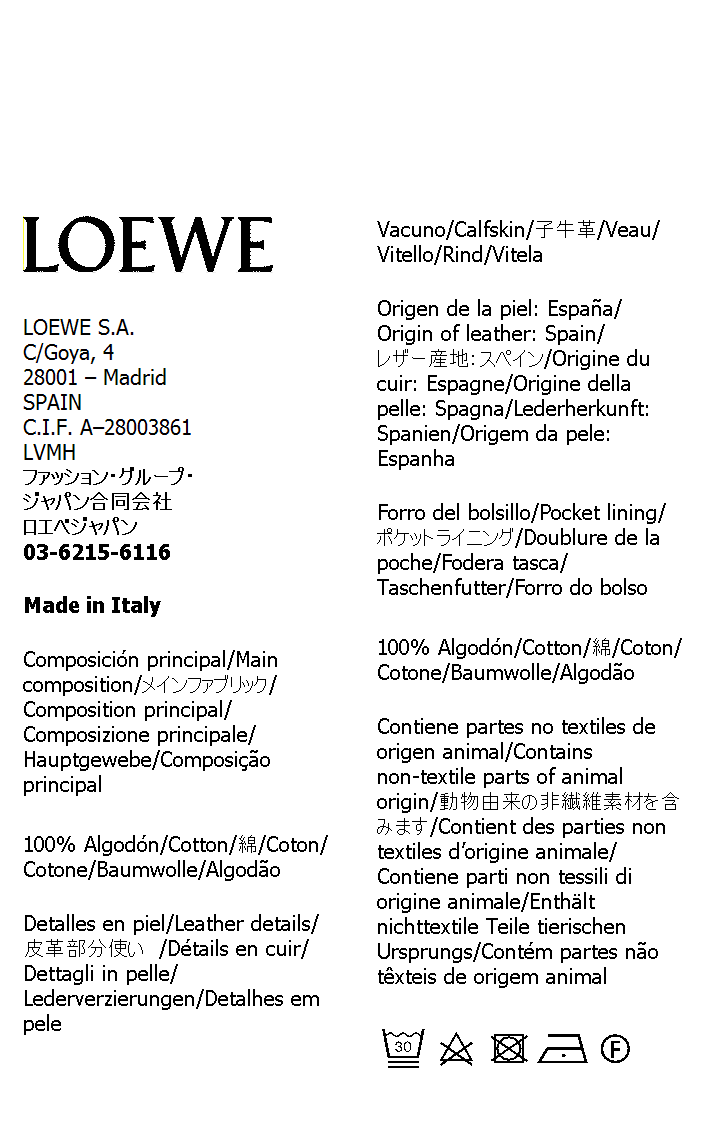 LOEWE
LOEWE S.A.
C/Goya, 4
28001 – Madrid
SPAIN
C.I.F. A–28003861
LVMH
ファッション・グループ・
ジャパン合同会社
ロエベジャパン
03-6215-6116
Made in Italy
Composición principal/Main
composition/メインファブリック/
Composition principal/
Composizione principale/
Hauptgewebe/Composição
principal
100% Algodón/Cotton/綿/Coton/
Cotone/Baumwolle/Algodão
Detalles en piel/Leather details/
皮革部分使い /Détails en cuir/
Dettagli in pelle/
Lederverzierungen/Detalhes em
pele
Vacuno/Calfskin/子牛革/Veau/
Vitello/Rind/Vitela
Origen de la piel: España/
Origin of leather: Spain/
レザー産地：スペイン/Origine du
cuir: Espagne/Origine della
pelle: Spagna/Lederherkunft:
Spanien/Origem da pele:
Espanha
Forro del bolsillo/Pocket lining/
ポケットライニング/Doublure de la
poche/Fodera tasca/
Taschenfutter/Forro do bolso
100% Algodón/Cotton/綿/Coton/
Cotone/Baumwolle/Algodão
Contiene partes no textiles de
origen animal/Contains
non-textile parts of animal
origin/動物由来の非繊維素材を含
みます/Contient des parties non
textiles d’origine animale/
Contiene parti non tessili di
origine animale/Enthält
nichttextile Teile tierischen
Ursprungs/Contém partes não
têxteis de origem animal
30 F